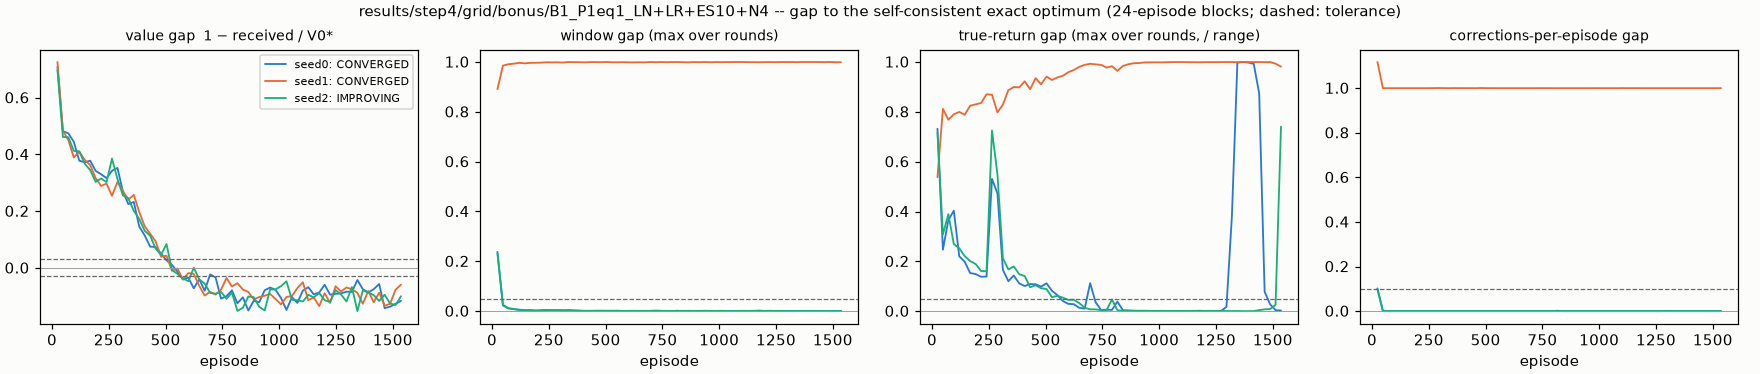 results/step4/grid/bonus/B1_P1eq1_LN+LR+ES10+N4 -- gap to the self-consistent exact optimum (24-episode blocks; dashed: tolerance)
value gap 1 − received / V0*
0.6
0.4
0.2
0.0
0 250 500 750 1000 1250 1500
episode
seed0: CONVERGED
seed1: CONVERGED
seed2: IMPROVING
window gap (max over rounds)
1.0
0.8
0.6
0.4
0.2
0.0
0 250 500 750 1000 1250 1500
episode
true-return gap (max over rounds, / range)
1.0
0.8
0.6
0.4
0.2
0.0
0 250 500 750 1000 1250 1500
episode
corrections-per-episode gap
1.0
0.8
0.6
0.4
0.2
0.0
0 250 500 750 1000 1250 1500
episode